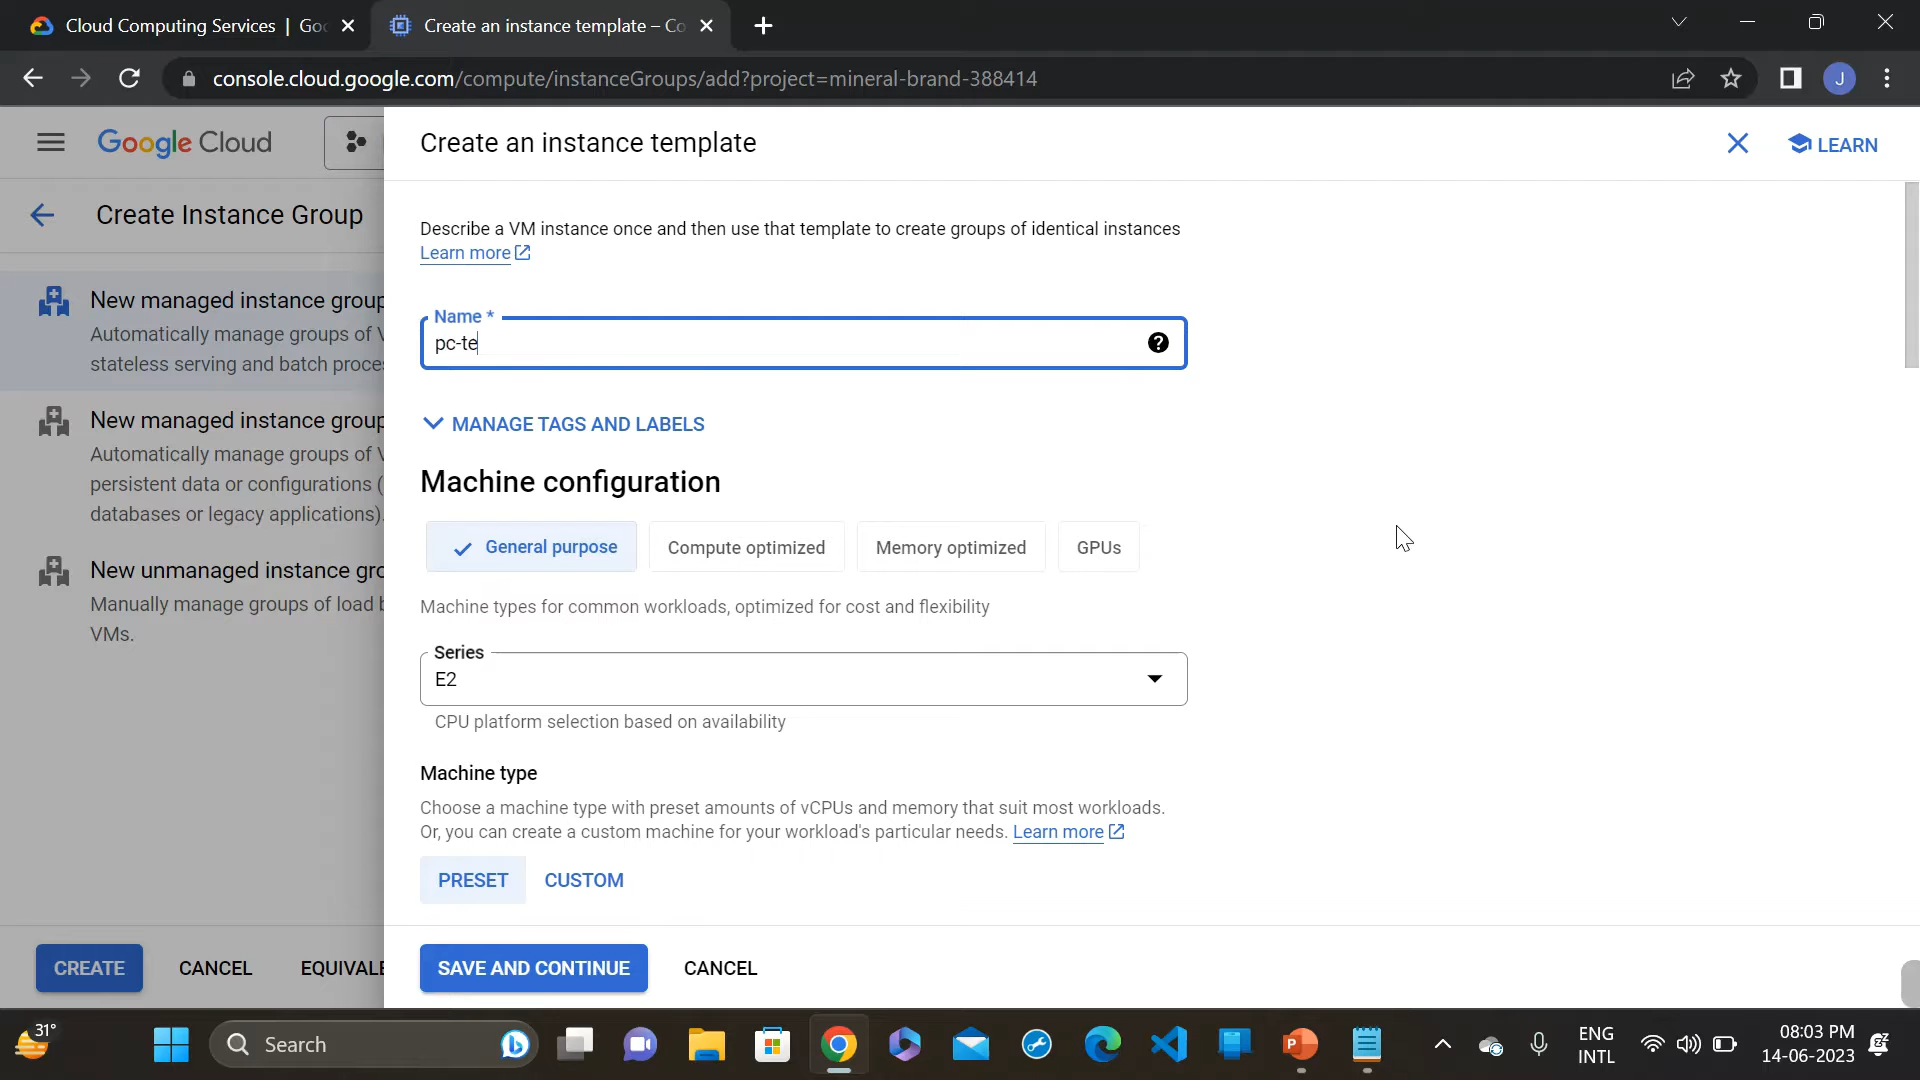 Cloud Computing Services | Goo
Create an instance template – Co
console.cloud.google.com/compute/instanceGroups/add?project=mineral-brand-388414
J
Google Cloud
Create an instance template
LEARN
Create Instance Group
Describe a VM instance once and then use that template to create groups of identical instances
Learn more
New managed instance group
Automatically manage groups of V
stateless serving and batch proce
Name *
pc-te
New managed instance group
Automatically manage groups of V
persistent data or configurations (
databases or legacy applications).
MANAGE TAGS AND LABELS
Machine configuration
General purpose
Compute optimized
Memory optimized
GPUs
New unmanaged instance gro
Manually manage groups of load b
VMs.
Machine types for common workloads, optimized for cost and flexibility
Series
E2
CPU platform selection based on availability
Machine type
Choose a machine type with preset amounts of vCPUs and memory that suit most workloads.
Or, you can create a custom machine for your workload's particular needs. Learn more
PRESET
CUSTOM
CREATE
CANCEL
EQUIVALE
SAVE AND CONTINUE
CANCEL
31°
Search
ENG
INTL
08:03 PM
14-06-2023